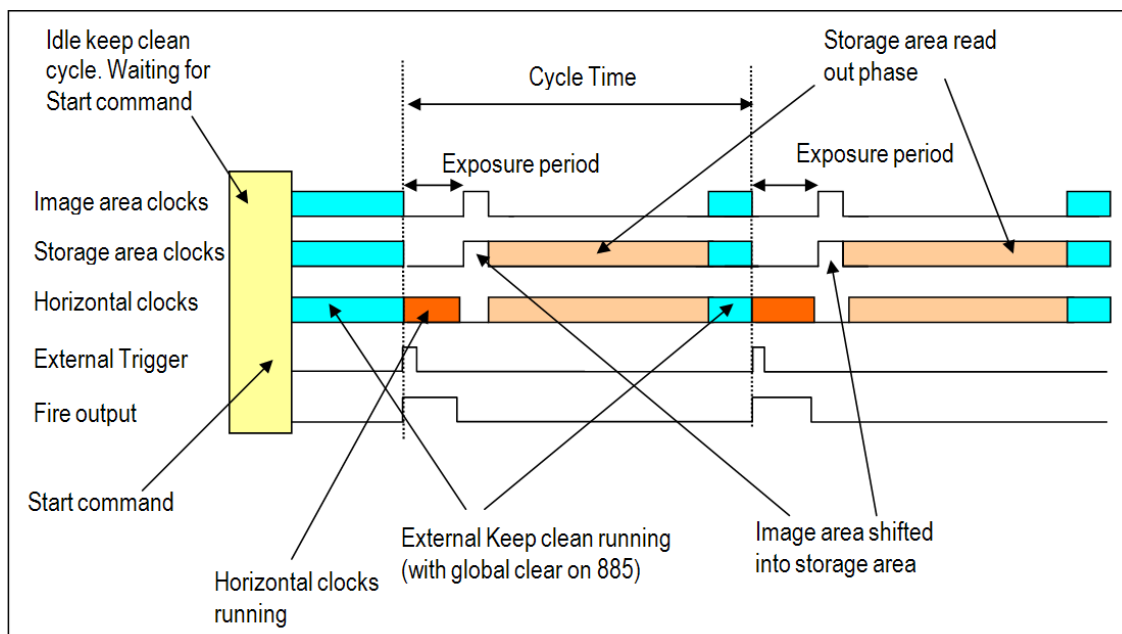 Idle keep clean
cycle. Waiting for
Start command
Cycle Time
Storage area read
out phase
Exposure period
Exposure period
Image area clocks
Storage area clocks
Horizontal clocks
External Trigger
Fire output
Start command
External Keep clean running
(with global clear on 885)
Image area shifted
into storage area
Horizontal clocks
running